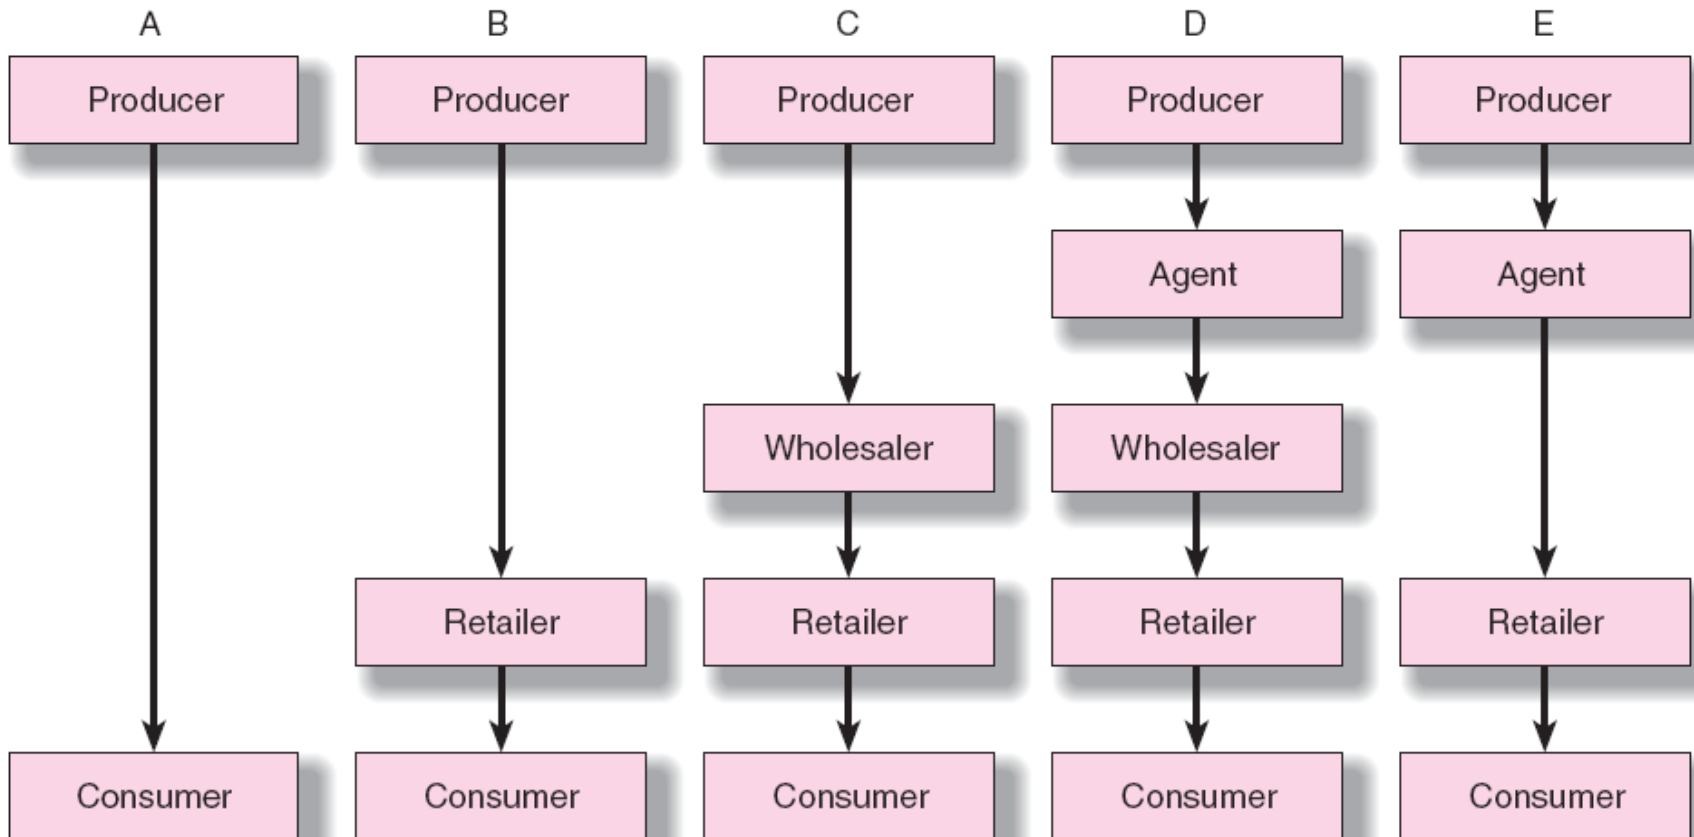 A B C D E
Producer Producer Producer Producer Producer
Agent Agent
Wholesaler Wholesaler
Retailer Retailer Retailer Retailer
Consumer Consumer Consumer Consumer Consumer